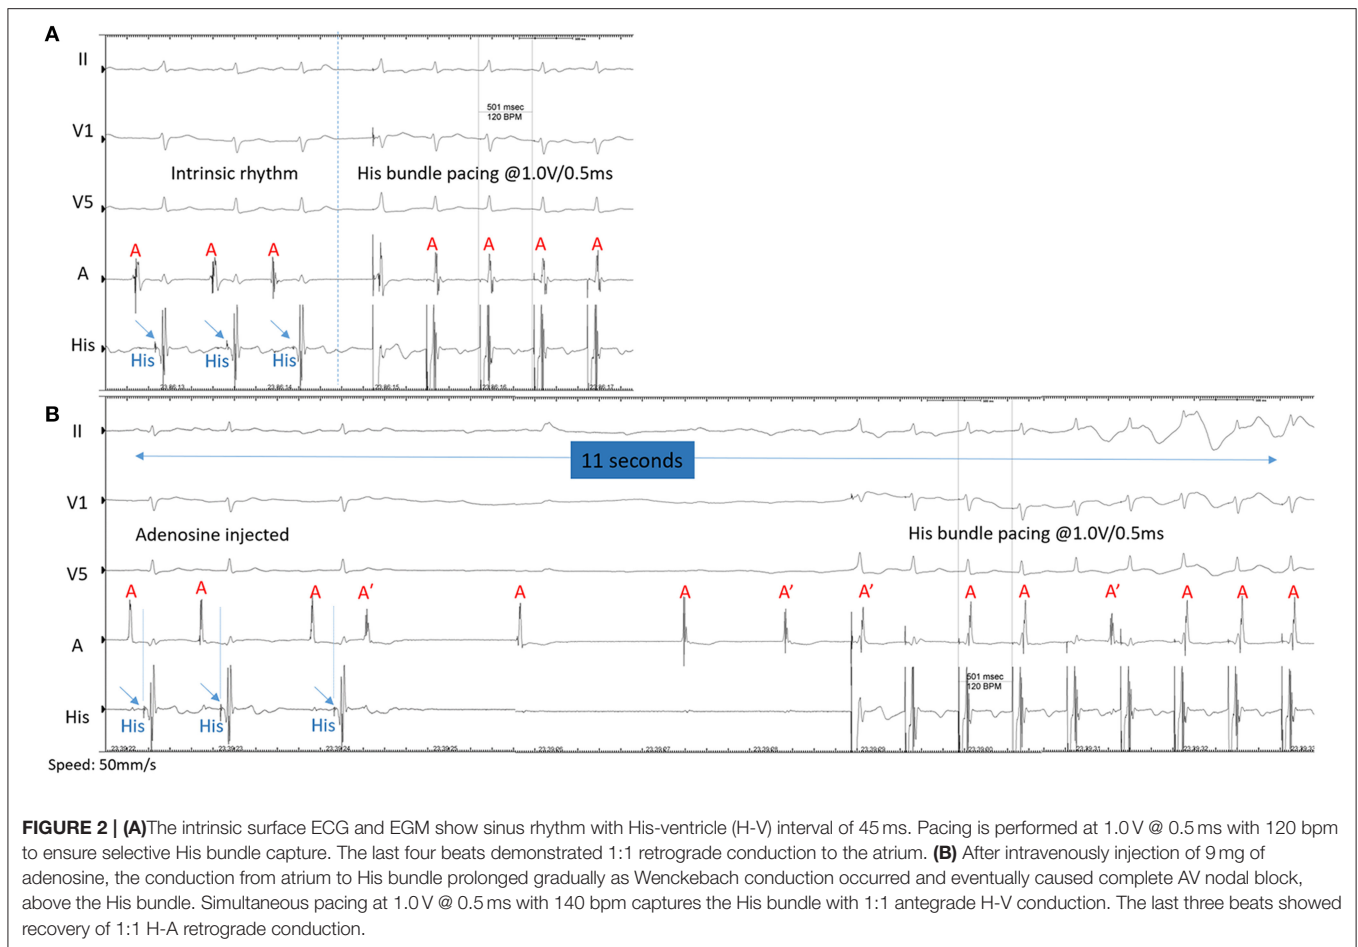 A
II
501 msec
120 BPM
V1
Intrinsic rhythm His bundle pacing @1.0V/0.5ms
V5
A A A A A A A
A
His
His His His
B
II
11 seconds
V1
Adenosine injected His bundle pacing @1.0V/0.5ms
V5
A A A A' A A A' A' A A A' A A A
A
501 msec
120 BPM
His
His His His
Speed: 50mm/s
FIGURE 2 | (A)The intrinsic surface ECG and EGM show sinus rhythm with His-ventricle (H-V) interval of 45 ms. Pacing is performed at 1.0 V @ 0.5 ms with 120 bpm
to ensure selective His bundle capture. The last four beats demonstrated 1:1 retrograde conduction to the atrium. (B) After intravenously injection of 9 mg of
adenosine, the conduction from atrium to His bundle prolonged gradually as Wenckebach conduction occurred and eventually caused complete AV nodal block,
above the His bundle. Simultaneous pacing at 1.0 V @ 0.5 ms with 140 bpm captures the His bundle with 1:1 antegrade H-V conduction. The last three beats showed
recovery of 1:1 H-A retrograde conduction.